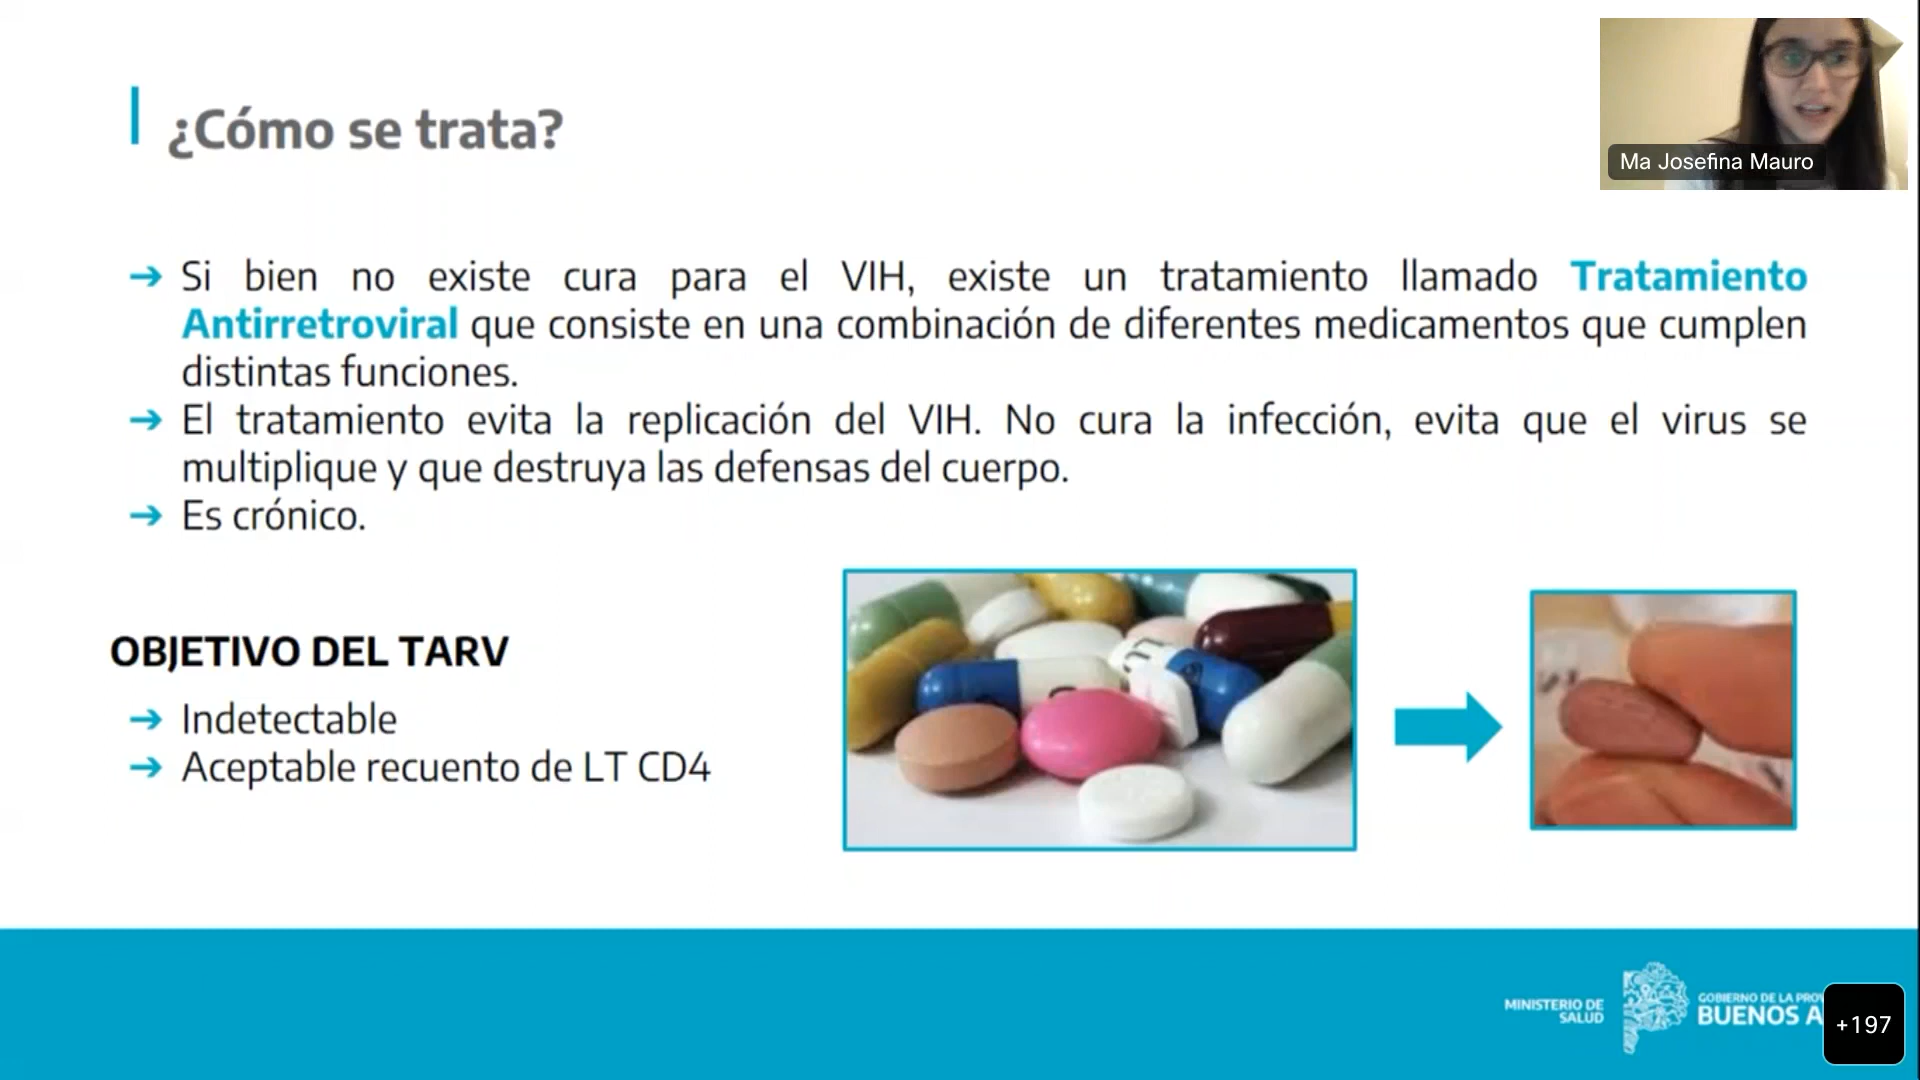 ¿Cómo se trata?
Ma Josefina Mauro
➔ Si bien no existe cura para el VIH, existe un tratamiento llamado Tratamiento
Antirretroviral que consiste en una combinación de diferentes medicamentos que cumplen
distintas funciones.
➔ El tratamiento evita la replicación del VIH. No cura la infección, evita que el virus se
multiplique y que destruya las defensas del cuerpo.
➔ Es crónico.
OBJETIVO DEL TARV
➔ Indetectable
➔ Aceptable recuento de LT CD4
MINISTERIO DE
SALUD
GOBIERNO DE LA
BUENOS
+197